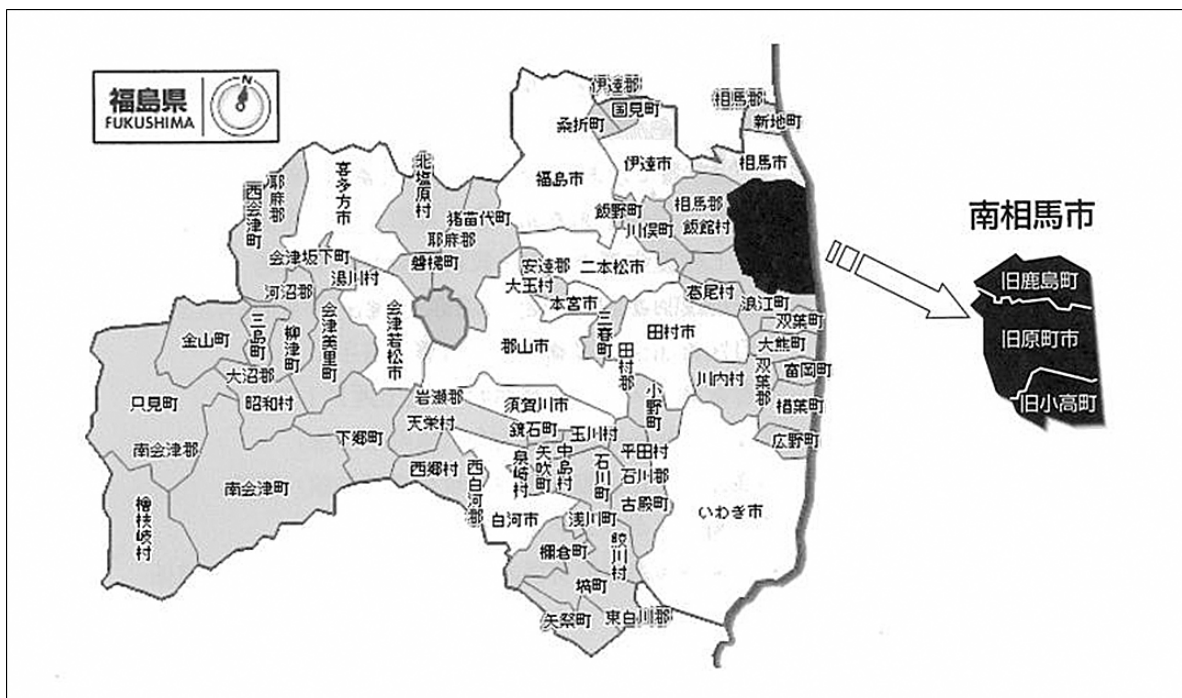 福島県
FUKUSHIMA
N
伊達郡
国見町
桑折町
相馬郡
新地町
相馬市
伊達市
福島市
喜多方市
北塩原村
耶麻郡
西会津町
猪苗代町
耶麻郡
磐梯町
飯野町
川俣町
相馬郡
飯館村
会津坂下町
湯川村
河沼郡
安達郡
大玉村
二本松市
本宮市
葛尾村
浪江町
双葉町
大熊町
双葉郡
富岡町
楢葉町
広野町
川内村
田村市
三春町
田村郡
小野町
郡山市
会津若松市
会津美里町
柳津町
三島町
金山町
大沼郡
昭和村
只見町
南会津郡
檜枝岐村
南会津町
下郷町
岩瀬郡
天栄村
須賀川市
鏡石町
玉川村
平田村
石川郡
石川町
古殿町
中島村
矢吹町
泉崎村
西白河郡
西郷村
白河市
浅川町
鮫川村
棚倉町
塙町
矢祭町
東白川郡
いわき市
南相馬市
旧鹿島町
旧原町市
旧小高町